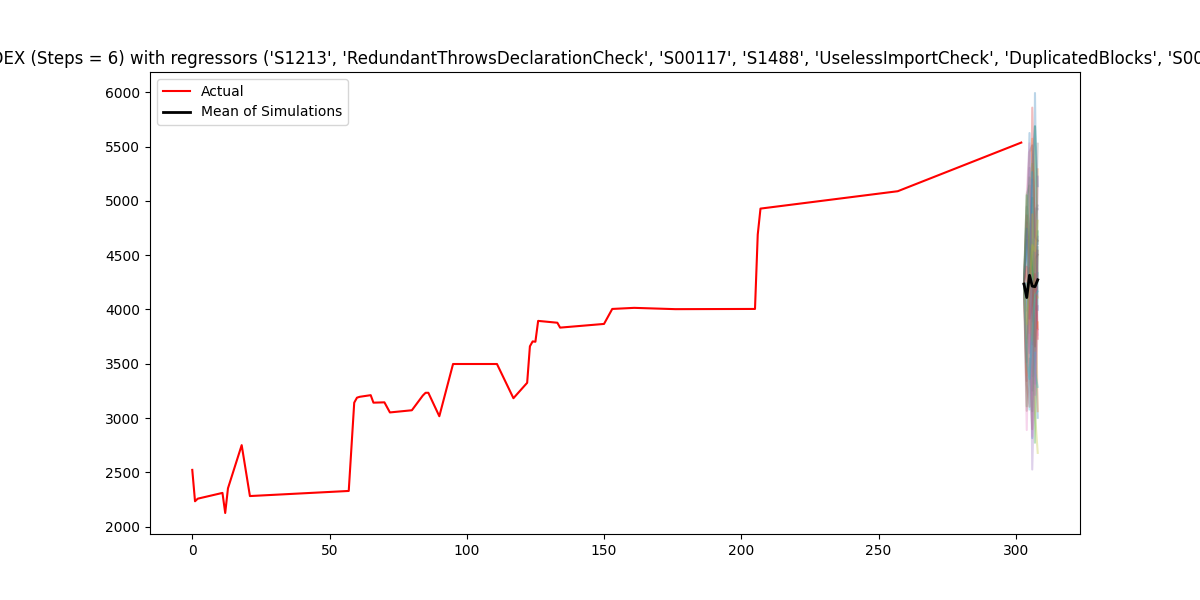 DEX (Steps = 6) with regressors ('S1213', 'RedundantThrowsDeclarationCheck', 'S00117', 'S1488', 'UselessImportCheck', 'DuplicatedBlocks', 'S00
Actual
Mean of Simulations
6000
5500
5000
4500
4000
3500
3000
2500
2000
0 50 100 150 200 250 300